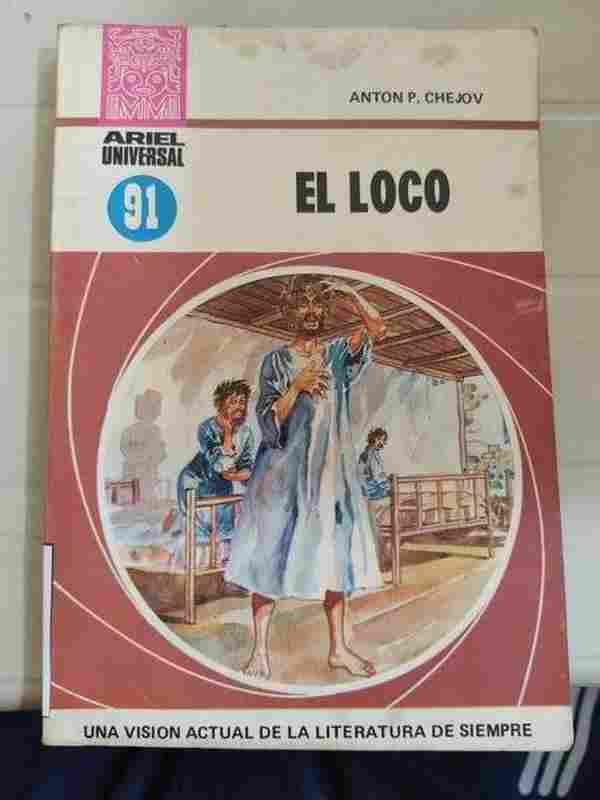 ANTON P. CHEJOV
ARIEL
UNIVERSAL
91
EL LOCO
UNA VISION ACTUAL DE LA LITERATURA DE SIEMPRE